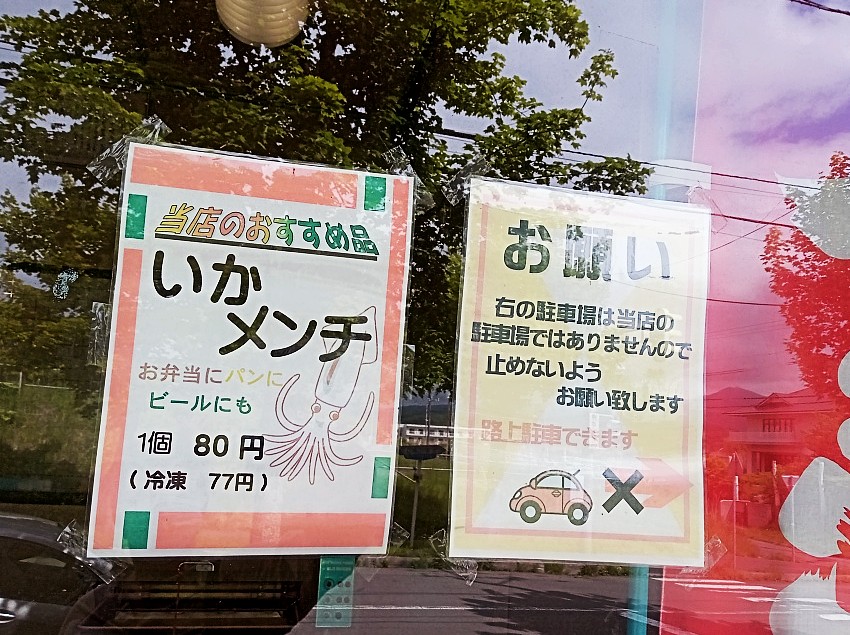 当店のおすすめ品
いか
メンチ
お弁当にパンに
ビールにも
1個 80円
(冷凍 77円)
お願い
右の駐車場は当店の
駐車場ではありませんので
止めないよう
お願い致します
路上駐車できます